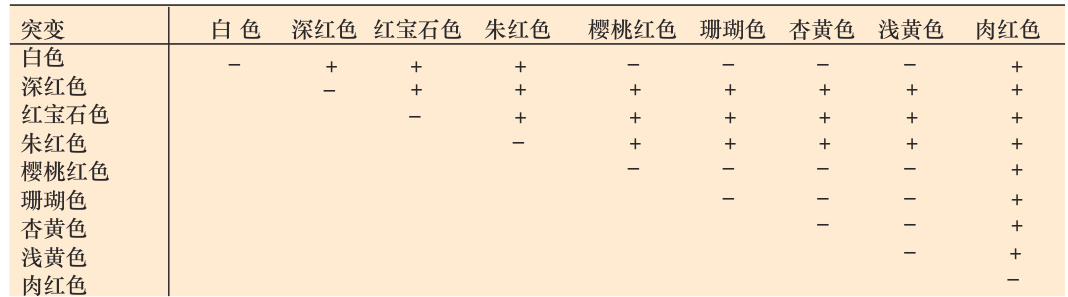 突变 白 色 深红色 红宝石色 朱红色 樱桃红色 珊瑚色 杏黄色 浅黄色 肉红色
白色 − + + + − − − − +
深红色 − + + + + + + +
红宝石色 − + + + + + +
朱红色 − + + + + +
樱桃红色 − − − − +
珊瑚色 − − − +
杏黄色 − − +
浅黄色 − +
肉红色 −